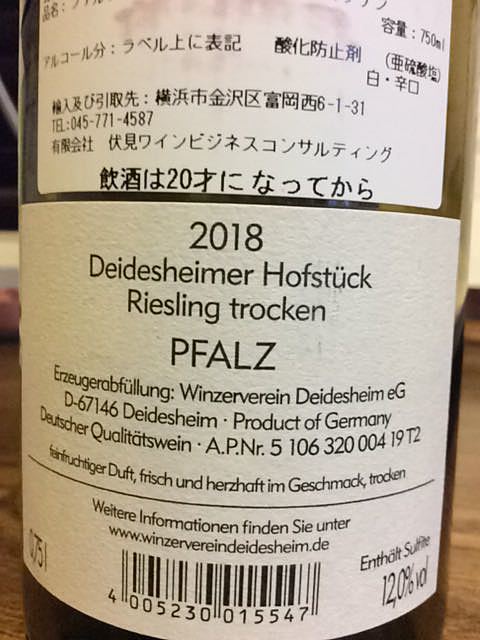 品名：
容量：750ml
アルコール分：ラベル上に表記 酸化防止剤 (亜硫酸塩)
白・辛口
輸入及び引取先：横浜市金沢区富岡西6-1-31
TEL:045-771-4587
有限会社 伏見ワインビジネスコンサルティング
飲酒は20才になってから
2018
Deidesheimer Hofstück
Riesling trocken
PFALZ
Erzeugerabfüllung: Winzerverein Deidesheim eG
D-67146 Deidesheim · Product of Germany
Deutscher Qualitätswein · A.P.Nr. 5 106 320 004 19 T2
feinfruchtiger Duft, frisch und herzhaft im Geschmack, trocken
Weitere Informationen finden Sie unter
www.winzervereindeidesheim.de
0,75 l
Enthält Sulfite
12,0% vol
4 005230 015547